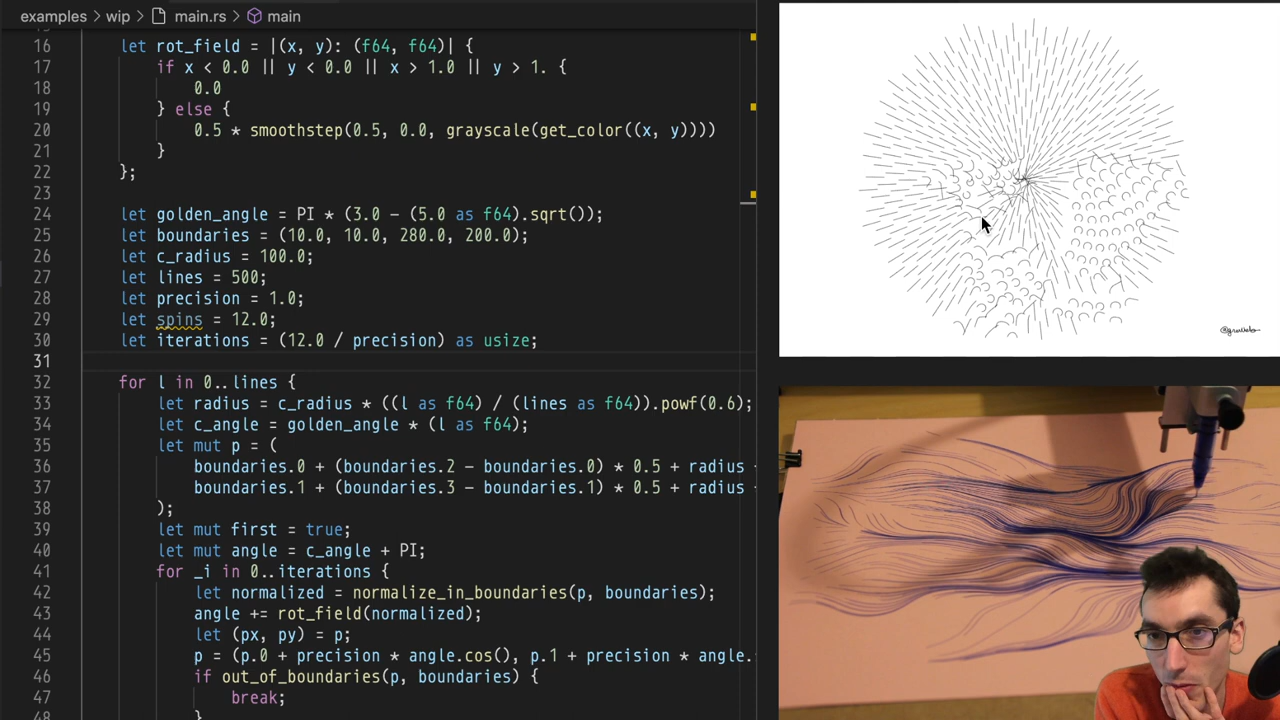 examples > wip > main.rs > main
16 let rot_field = |(x, y): (f64, f64)| {
17 if x < 0.0 || y < 0.0 || x > 1.0 || y > 1. {
18 0.0
19 } else {
20 0.5 * smoothstep(0.5, 0.0, grayscale(get_color((x, y))))
21 }
22 };
23
24 let golden_angle = PI * (3.0 - (5.0 as f64).sqrt());
25 let boundaries = (10.0, 10.0, 280.0, 200.0);
26 let c_radius = 100.0;
27 let lines = 500;
28 let precision = 1.0;
29 let spins = 12.0;
30 let iterations = (12.0 / precision) as usize;
31
32 for l in 0..lines {
33 let radius = c_radius * ((l as f64) / (lines as f64)).powf(0.6);
34 let c_angle = golden_angle * (l as f64);
35 let mut p = (
36 boundaries.0 + (boundaries.2 - boundaries.0) * 0.5 + radius
37 boundaries.1 + (boundaries.3 - boundaries.1) * 0.5 + radius
38 );
39 let mut first = true;
40 let mut angle = c_angle + PI;
41 for _i in 0..iterations {
42 let normalized = normalize_in_boundaries(p, boundaries);
43 angle += rot_field(normalized);
44 let (px, py) = p;
45 p = (p.0 + precision * angle.cos(), p.1 + precision * angle.
46 if out_of_boundaries(p, boundaries) {
47 break;
48 }